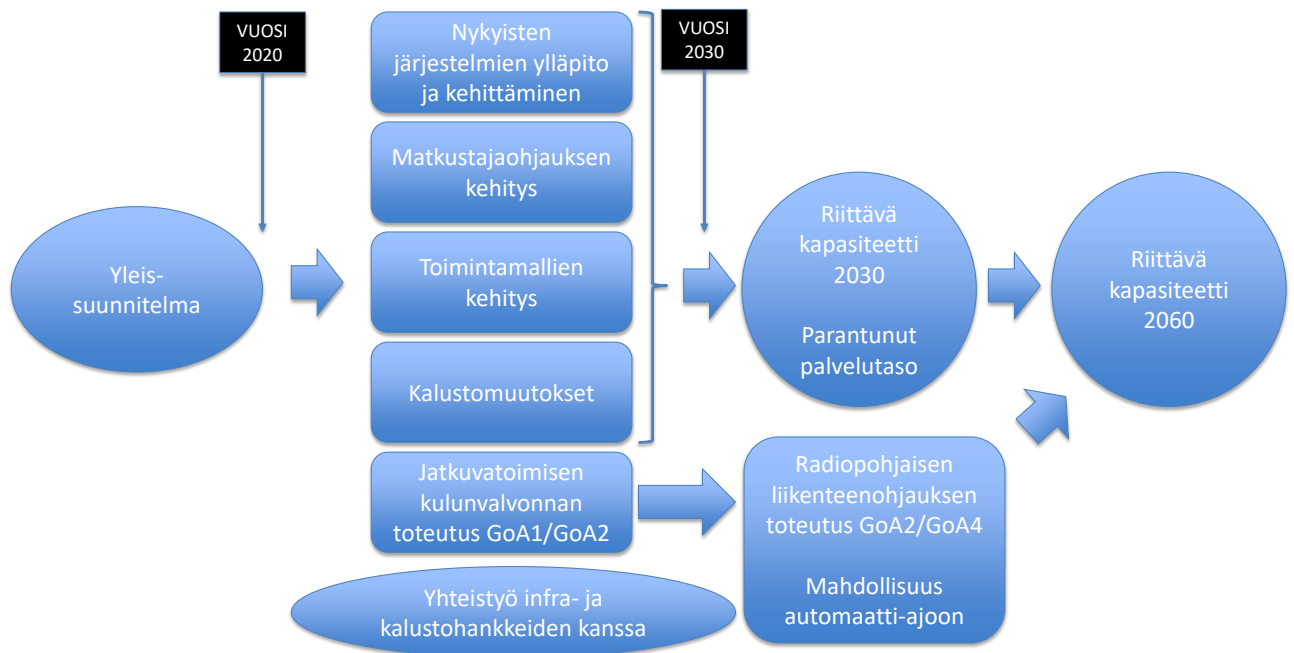 VUOSI
2020
Yleis-
suunnitelma
Nykyisten
järjestelmien ylläpito
ja kehittäminen
Matkustajaohjauksen
kehitys
Toimintamallien
kehitys
Kalustomuutokset
Jatkuvatoimisen
kulunvalvonnan
toteutus GoA1/GoA2
Yhteistyö infra- ja
kalustohankkeiden kanssa
VUOSI
2030
Riittävä
kapasiteetti
2030
Parantunut
palvelutaso
Radiopohjaisen
liikenteenohjauksen
toteutus GoA2/GoA4
Mahdollisuus
automaatti-ajoon
Riittävä
kapasiteetti
2060